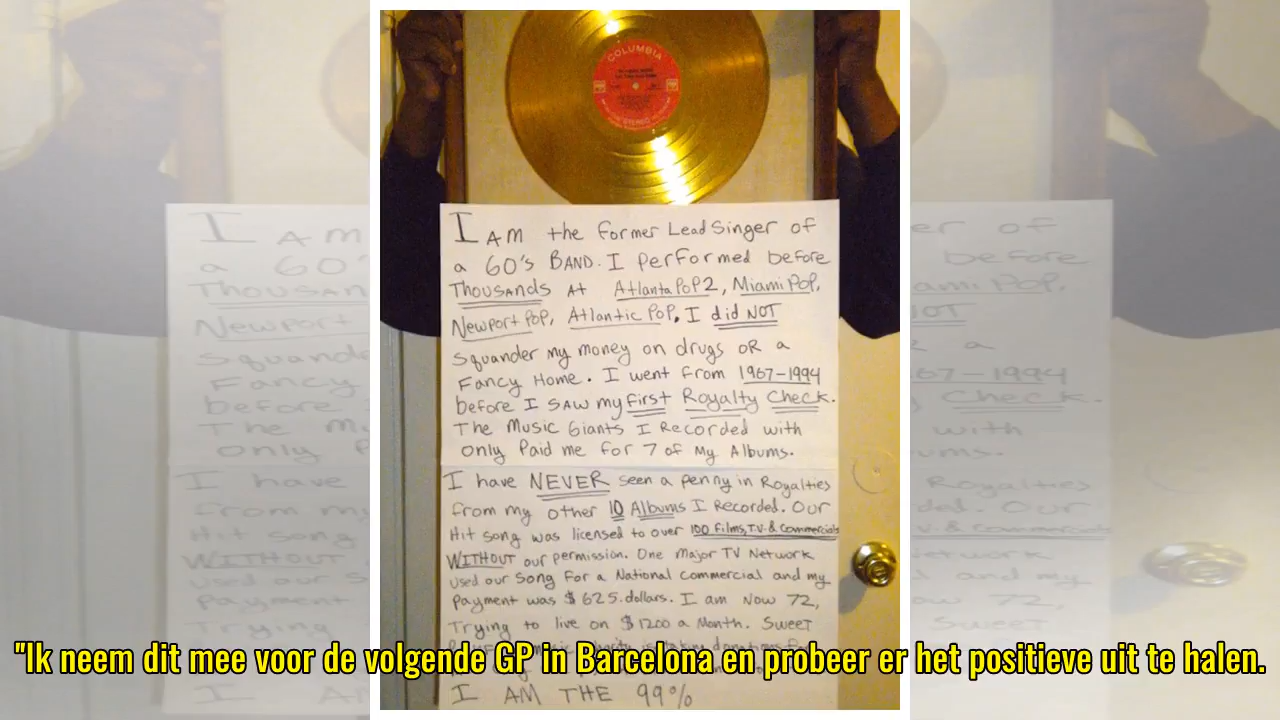 COLUMBIA
I AM the former Lead Singer of
a 60's BAND. I performed before
THOUSANDS AT Atlanta POP 2, Miami POP,
Newport POP, Atlantic POP. I did NOT
squander my money on drugs OR a
Fancy Home. I went from 1967-1994
before I SAW my first Royalty Check.
The Music Giants I Recorded with
only Paid me for 7 of My Albums.
I have NEVER seen a penny in Royalties
from my other 10 Albums I Recorded. Our
Hit song was licensed to over 100 films, T.V. & Commercials
WITHOUT our permission. One Major TV Network
used our song for a National Commercial and my
payment was $ 625. dollars. I am Now 72,
Trying to live on $1200 a Month. SWEET
"Ik neem dit mee voor de volgende GP in Barcelona en probeer er het positieve uit te halen.
I AM THE 99%